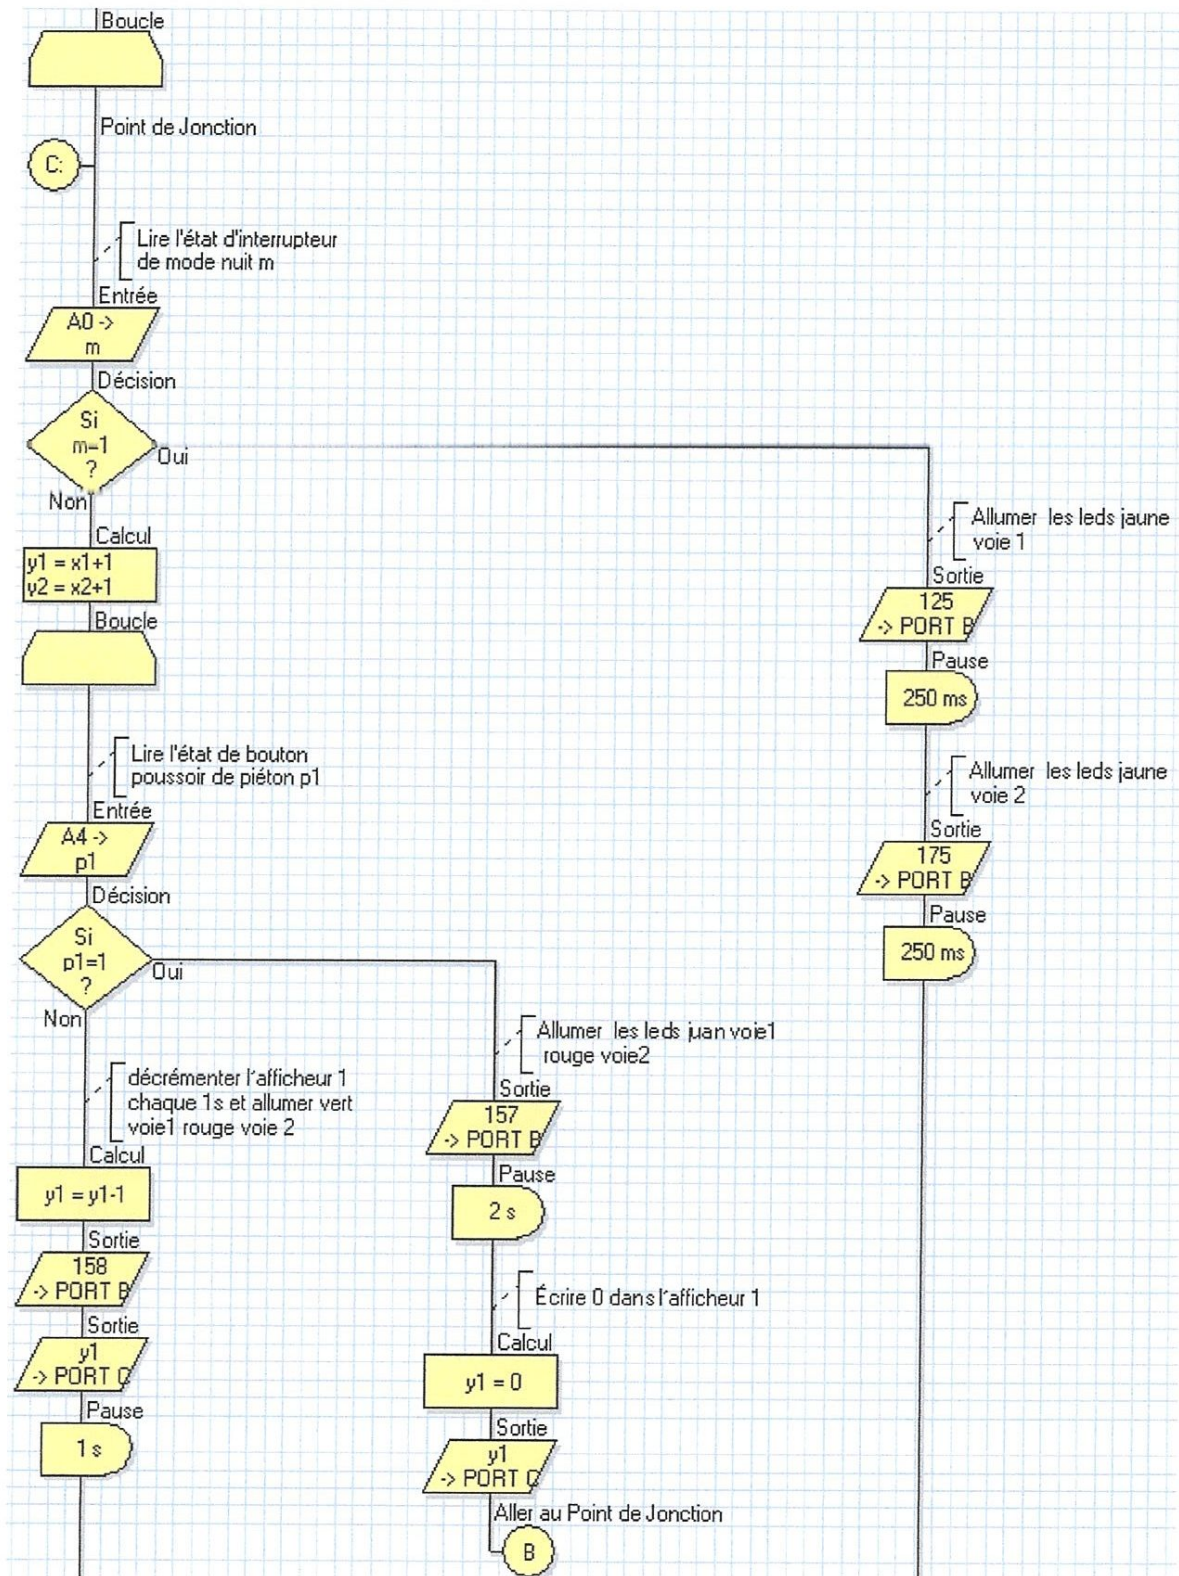 Boucle
Point de Jonction
C:
Lire l'état d'interrupteur
de mode nuit m
Entrée
A0 ->
m
Décision
Si
m=1
?
Oui
Non
Calcul
y1 = x1+1
y2 = x2+1
Boucle
Lire l'état de bouton
poussoir de piéton p1
Entrée
A4 ->
p1
Décision
Si
p1=1
?
Oui
Non
décrémenter l'afficheur 1
chaque 1s et allumer vert
voie1 rouge voie 2
Calcul
y1 = y1-1
Sortie
158
-> PORT B
Sortie
y1
-> PORT C
Pause
1 s
Allumer les leds juan voie1
rouge voie2
Sortie
157
-> PORT B
Pause
2 s
Écrire 0 dans l'afficheur 1
Calcul
y1 = 0
Sortie
y1
-> PORT C
Aller au Point de Jonction
B
Allumer les leds jaune
voie 1
Sortie
125
-> PORT B
Pause
250 ms
Allumer les leds jaune
voie 2
Sortie
175
-> PORT B
Pause
250 ms